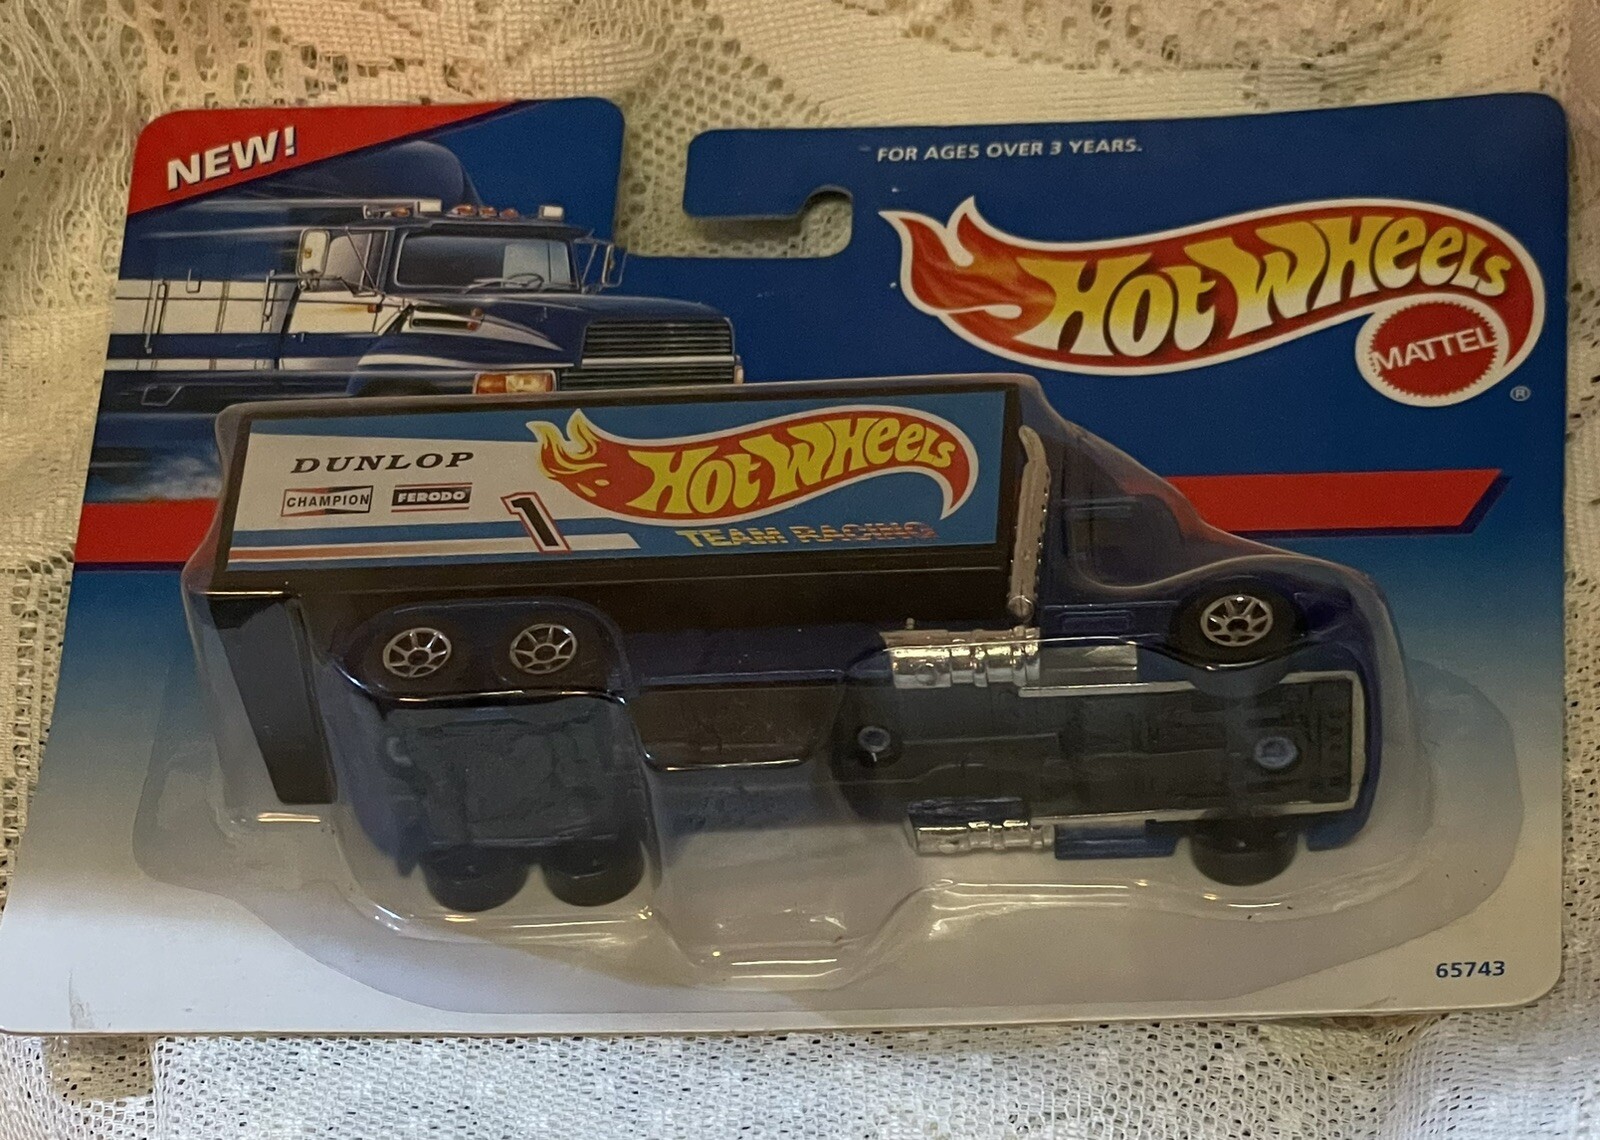 NEW!
FOR AGES OVER 3 YEARS.
HOT WHEELS
MATTEL
®
DUNLOP
CHAMPION
FERODO
1
HOT WHEELS
TEAM RACING
65743